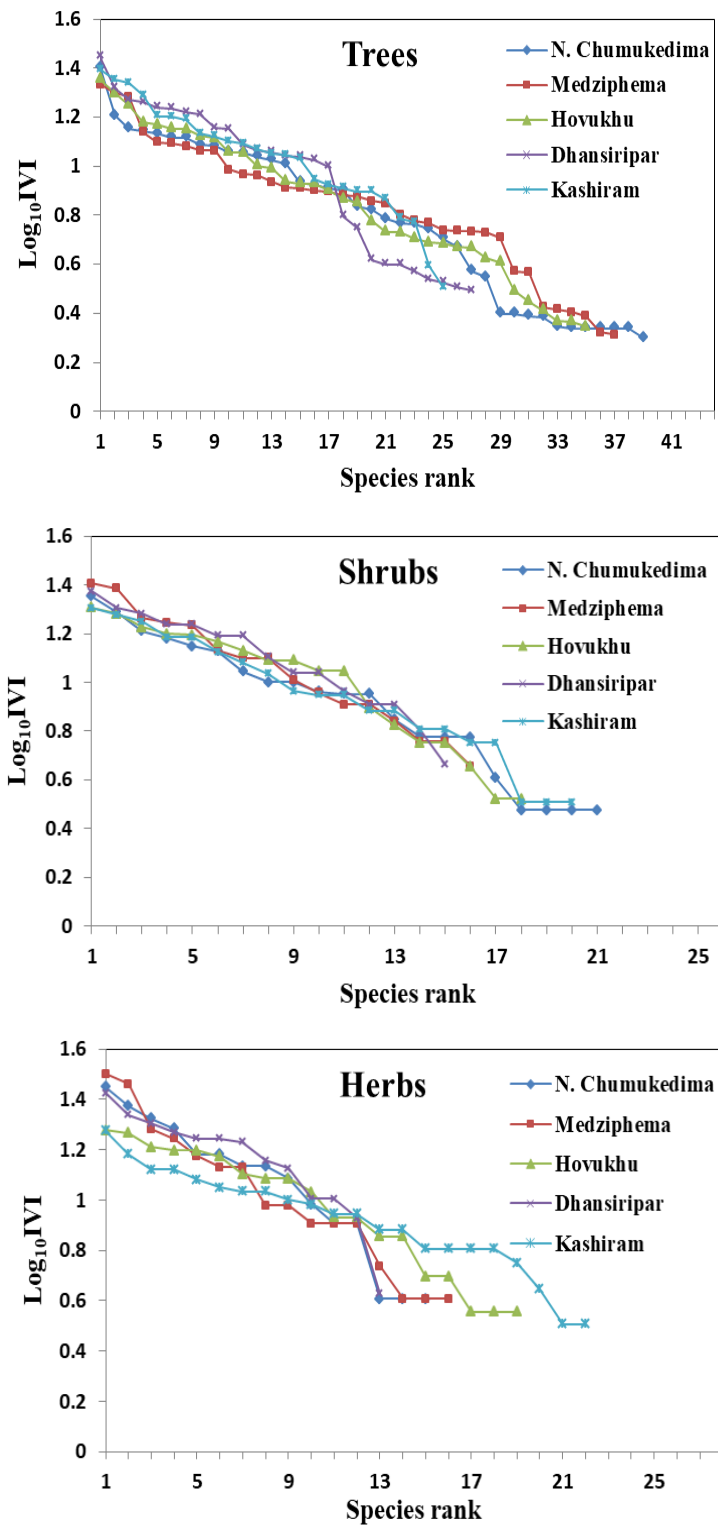 Trees
1.6
1.4
1.2
1
0.8
0.6
0.4
0.2
0
Log10IVI
N. Chumukedima
Medziphema
Hovukhu
Dhansiripar
Kashiram
1 5 9 13 17 21 25 29 33 37 41
Species rank
Shrubs
1.6
1.4
1.2
1
0.8
0.6
0.4
0.2
0
Log10IVI
N. Chumukedima
Medziphema
Hovukhu
Dhansiripar
Kashiram
1 5 9 13 17 21 25
Species rank
Herbs
1.6
1.4
1.2
1
0.8
0.6
0.4
0.2
0
Log10IVI
N. Chumukedima
Medziphema
Hovukhu
Dhansiripar
Kashiram
1 5 9 13 17 21 25
Species rank